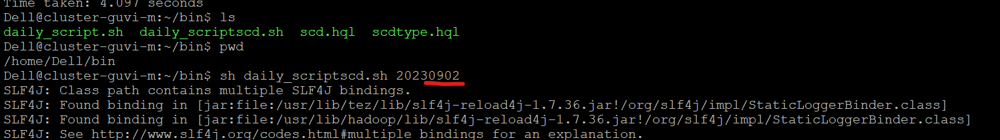 Time taken: 4.097 seconds
Dell@cluster-guvi-m:~/bin$ ls
daily_script.sh  daily_scriptscd.sh  scd.hql  scdtype.hql
Dell@cluster-guvi-m:~/bin$ pwd
/home/Dell/bin
Dell@cluster-guvi-m:~/bin$ sh daily_scriptscd.sh 20230902
SLF4J: Class path contains multiple SLF4J bindings.
SLF4J: Found binding in [jar:file:/usr/lib/tez/lib/slf4j-reload4j-1.7.36.jar!/org/slf4j/impl/StaticLoggerBinder.class]
SLF4J: Found binding in [jar:file:/usr/lib/hadoop/lib/slf4j-reload4j-1.7.36.jar!/org/slf4j/impl/StaticLoggerBinder.class]
SLF4J: See http://www.slf4j.org/codes.html#multiple_bindings for an explanation.